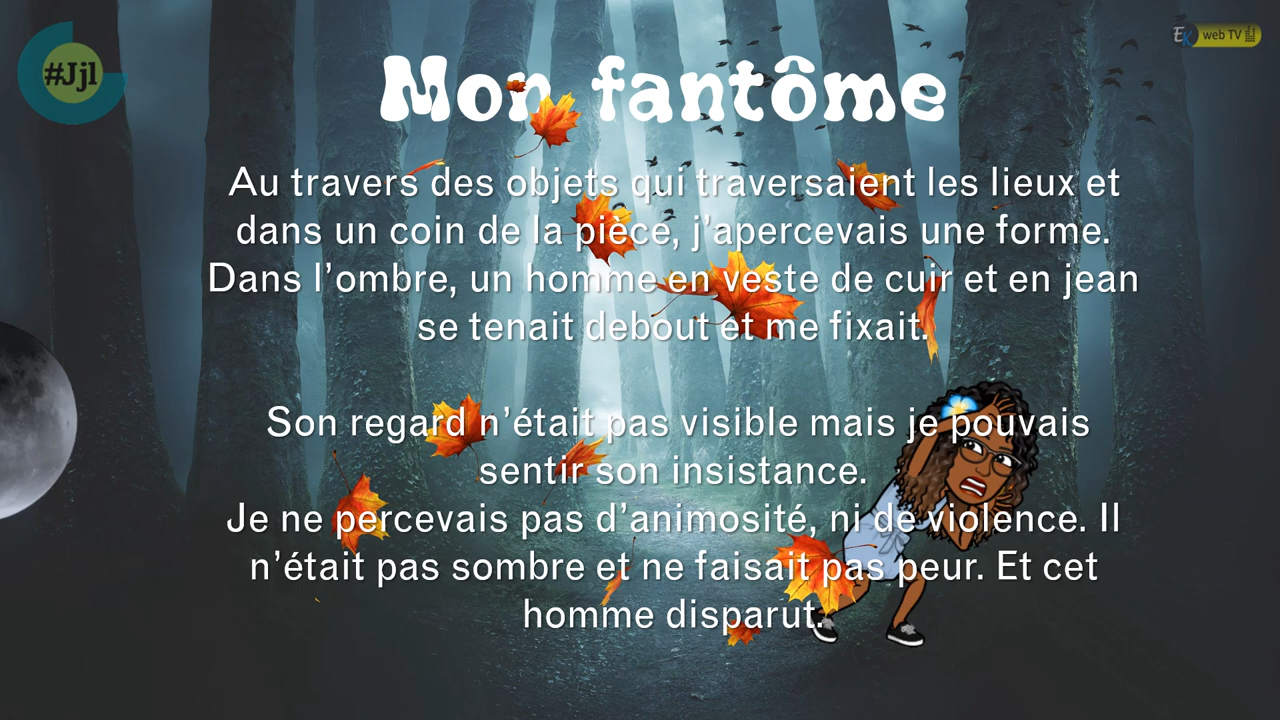 #Jjl
EK web TV
Mon fantôme
Au travers des objets qui traversaient les lieux et
dans un coin de la pièce, j’apercevais une forme.
Dans l’ombre, un homme en veste de cuir et en jean
se tenait debout et me fixait.
Son regard n’était pas visible mais je pouvais
sentir son insistance.
Je ne percevais pas d’animosité, ni de violence. Il
n’était pas sombre et ne faisait pas peur. Et cet
homme disparut.